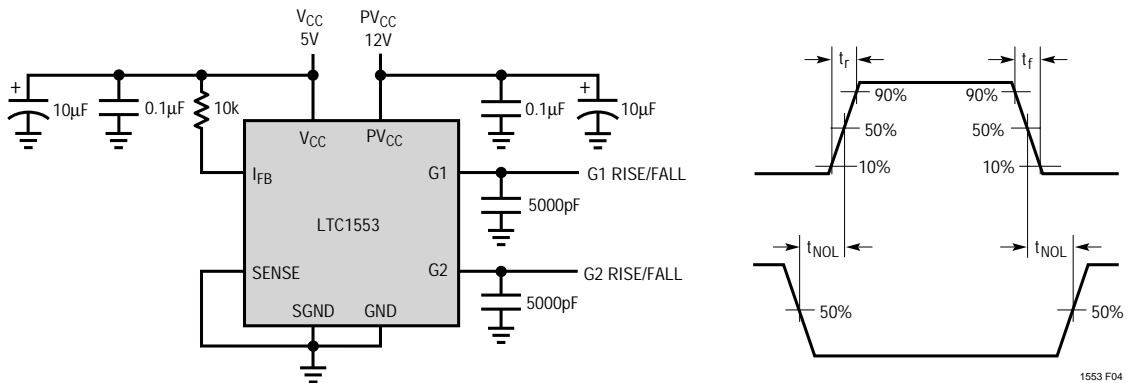 VCC
5V
PVCC
12V
+
10μF
0.1μF
10k
0.1μF
+
10μF
VCC
PVCC
IFB
G1
G1 RISE/FALL
5000pF
LTC1553
SENSE
G2
G2 RISE/FALL
5000pF
SGND
GND
tr
tf
90%
90%
50%
50%
10%
10%
tNOL
tNOL
50%
50%
1553 F04